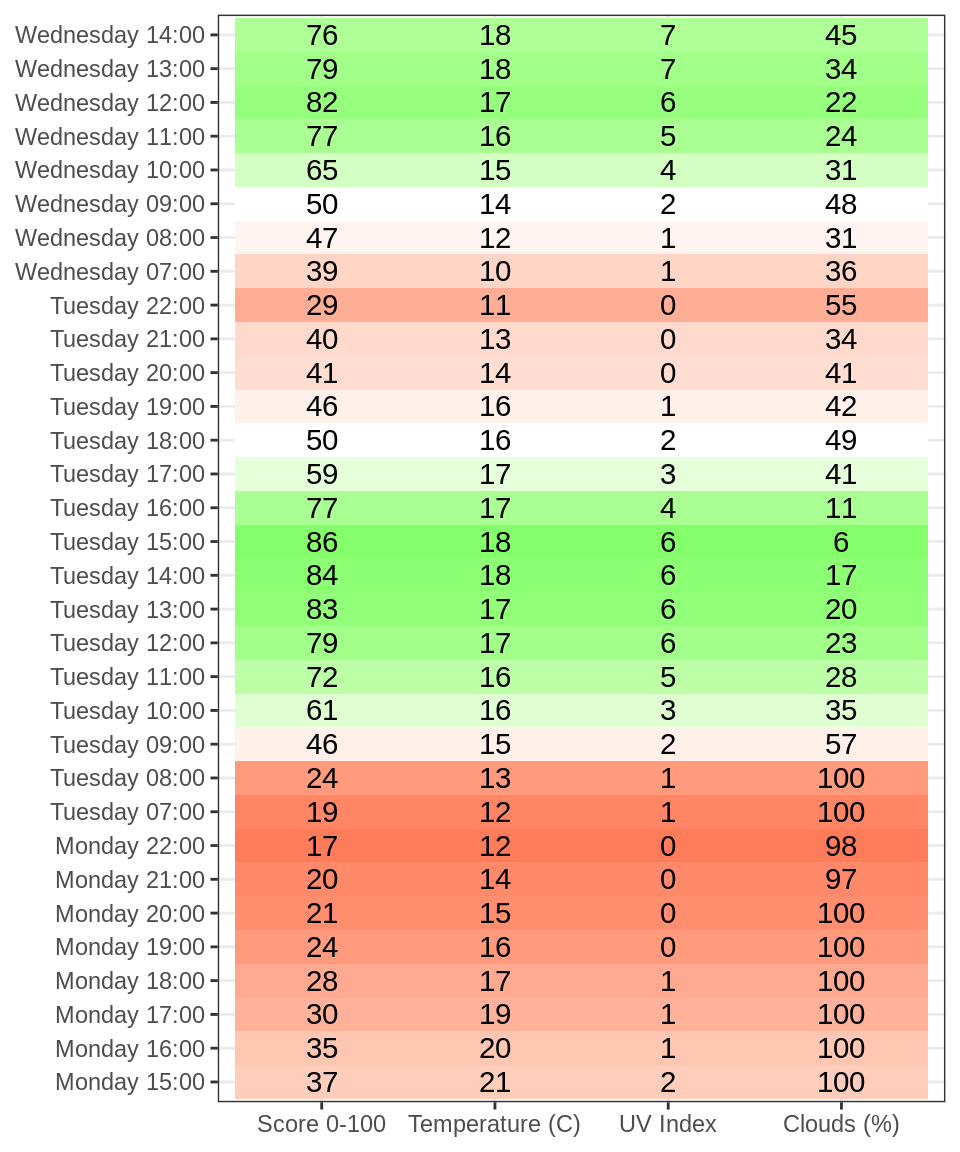 Wednesday 14:00 76 18 7 45
Wednesday 13:00 79 18 7 34
Wednesday 12:00 82 17 6 22
Wednesday 11:00 77 16 5 24
Wednesday 10:00 65 15 4 31
Wednesday 09:00 50 14 2 48
Wednesday 08:00 47 12 1 31
Wednesday 07:00 39 10 1 36
Tuesday 22:00 29 11 0 55
Tuesday 21:00 40 13 0 34
Tuesday 20:00 41 14 0 41
Tuesday 19:00 46 16 1 42
Tuesday 18:00 50 16 2 49
Tuesday 17:00 59 17 3 41
Tuesday 16:00 77 17 4 11
Tuesday 15:00 86 18 6 6
Tuesday 14:00 84 18 6 17
Tuesday 13:00 83 17 6 20
Tuesday 12:00 79 17 6 23
Tuesday 11:00 72 16 5 28
Tuesday 10:00 61 16 3 35
Tuesday 09:00 46 15 2 57
Tuesday 08:00 24 13 1 100
Tuesday 07:00 19 12 1 100
Monday 22:00 17 12 0 98
Monday 21:00 20 14 0 97
Monday 20:00 21 15 0 100
Monday 19:00 24 16 0 100
Monday 18:00 28 17 1 100
Monday 17:00 30 19 1 100
Monday 16:00 35 20 1 100
Monday 15:00 37 21 2 100
Score 0-100 Temperature (C) UV Index Clouds (%)